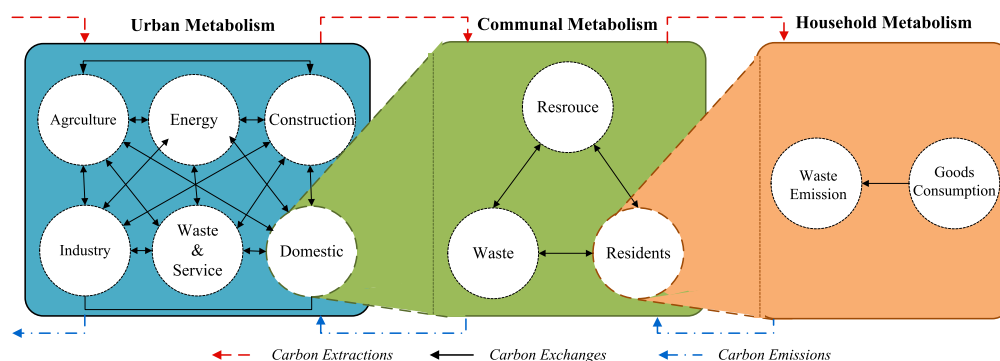 Urban Metabolism
Communal Metabolism
Household Metabolism
Agrculture
Energy
Construction
Industry
Waste
&
Service
Domestic
Resrouce
Waste
Residents
Waste
Emission
Goods
Consumption
Carbon Extractions
Carbon Exchanges
Carbon Emissions